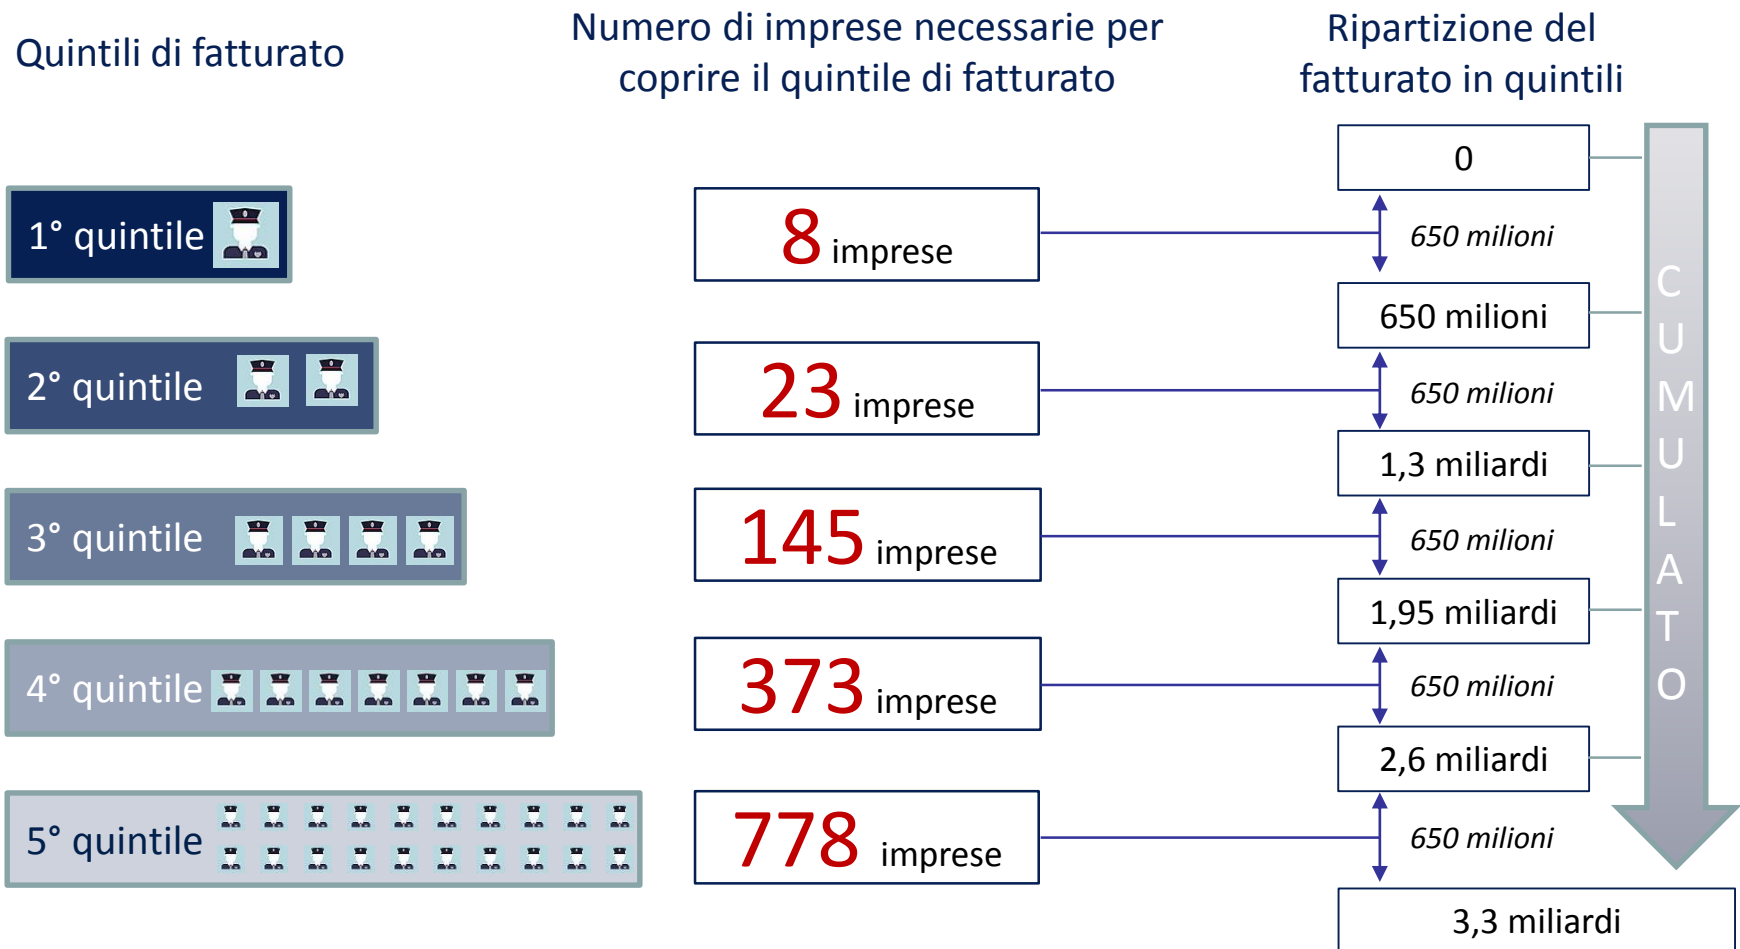 Quintili di fatturato
Numero di imprese necessarie per
coprire il quintile di fatturato
Ripartizione del
fatturato in quintili
0
1° quintile
8 imprese
650 milioni
650 milioni
2° quintile
23 imprese
650 milioni
1,3 miliardi
3° quintile
145 imprese
650 milioni
1,95 miliardi
4° quintile
373 imprese
650 milioni
2,6 miliardi
5° quintile
778 imprese
650 milioni
3,3 miliardi
CUMULATO